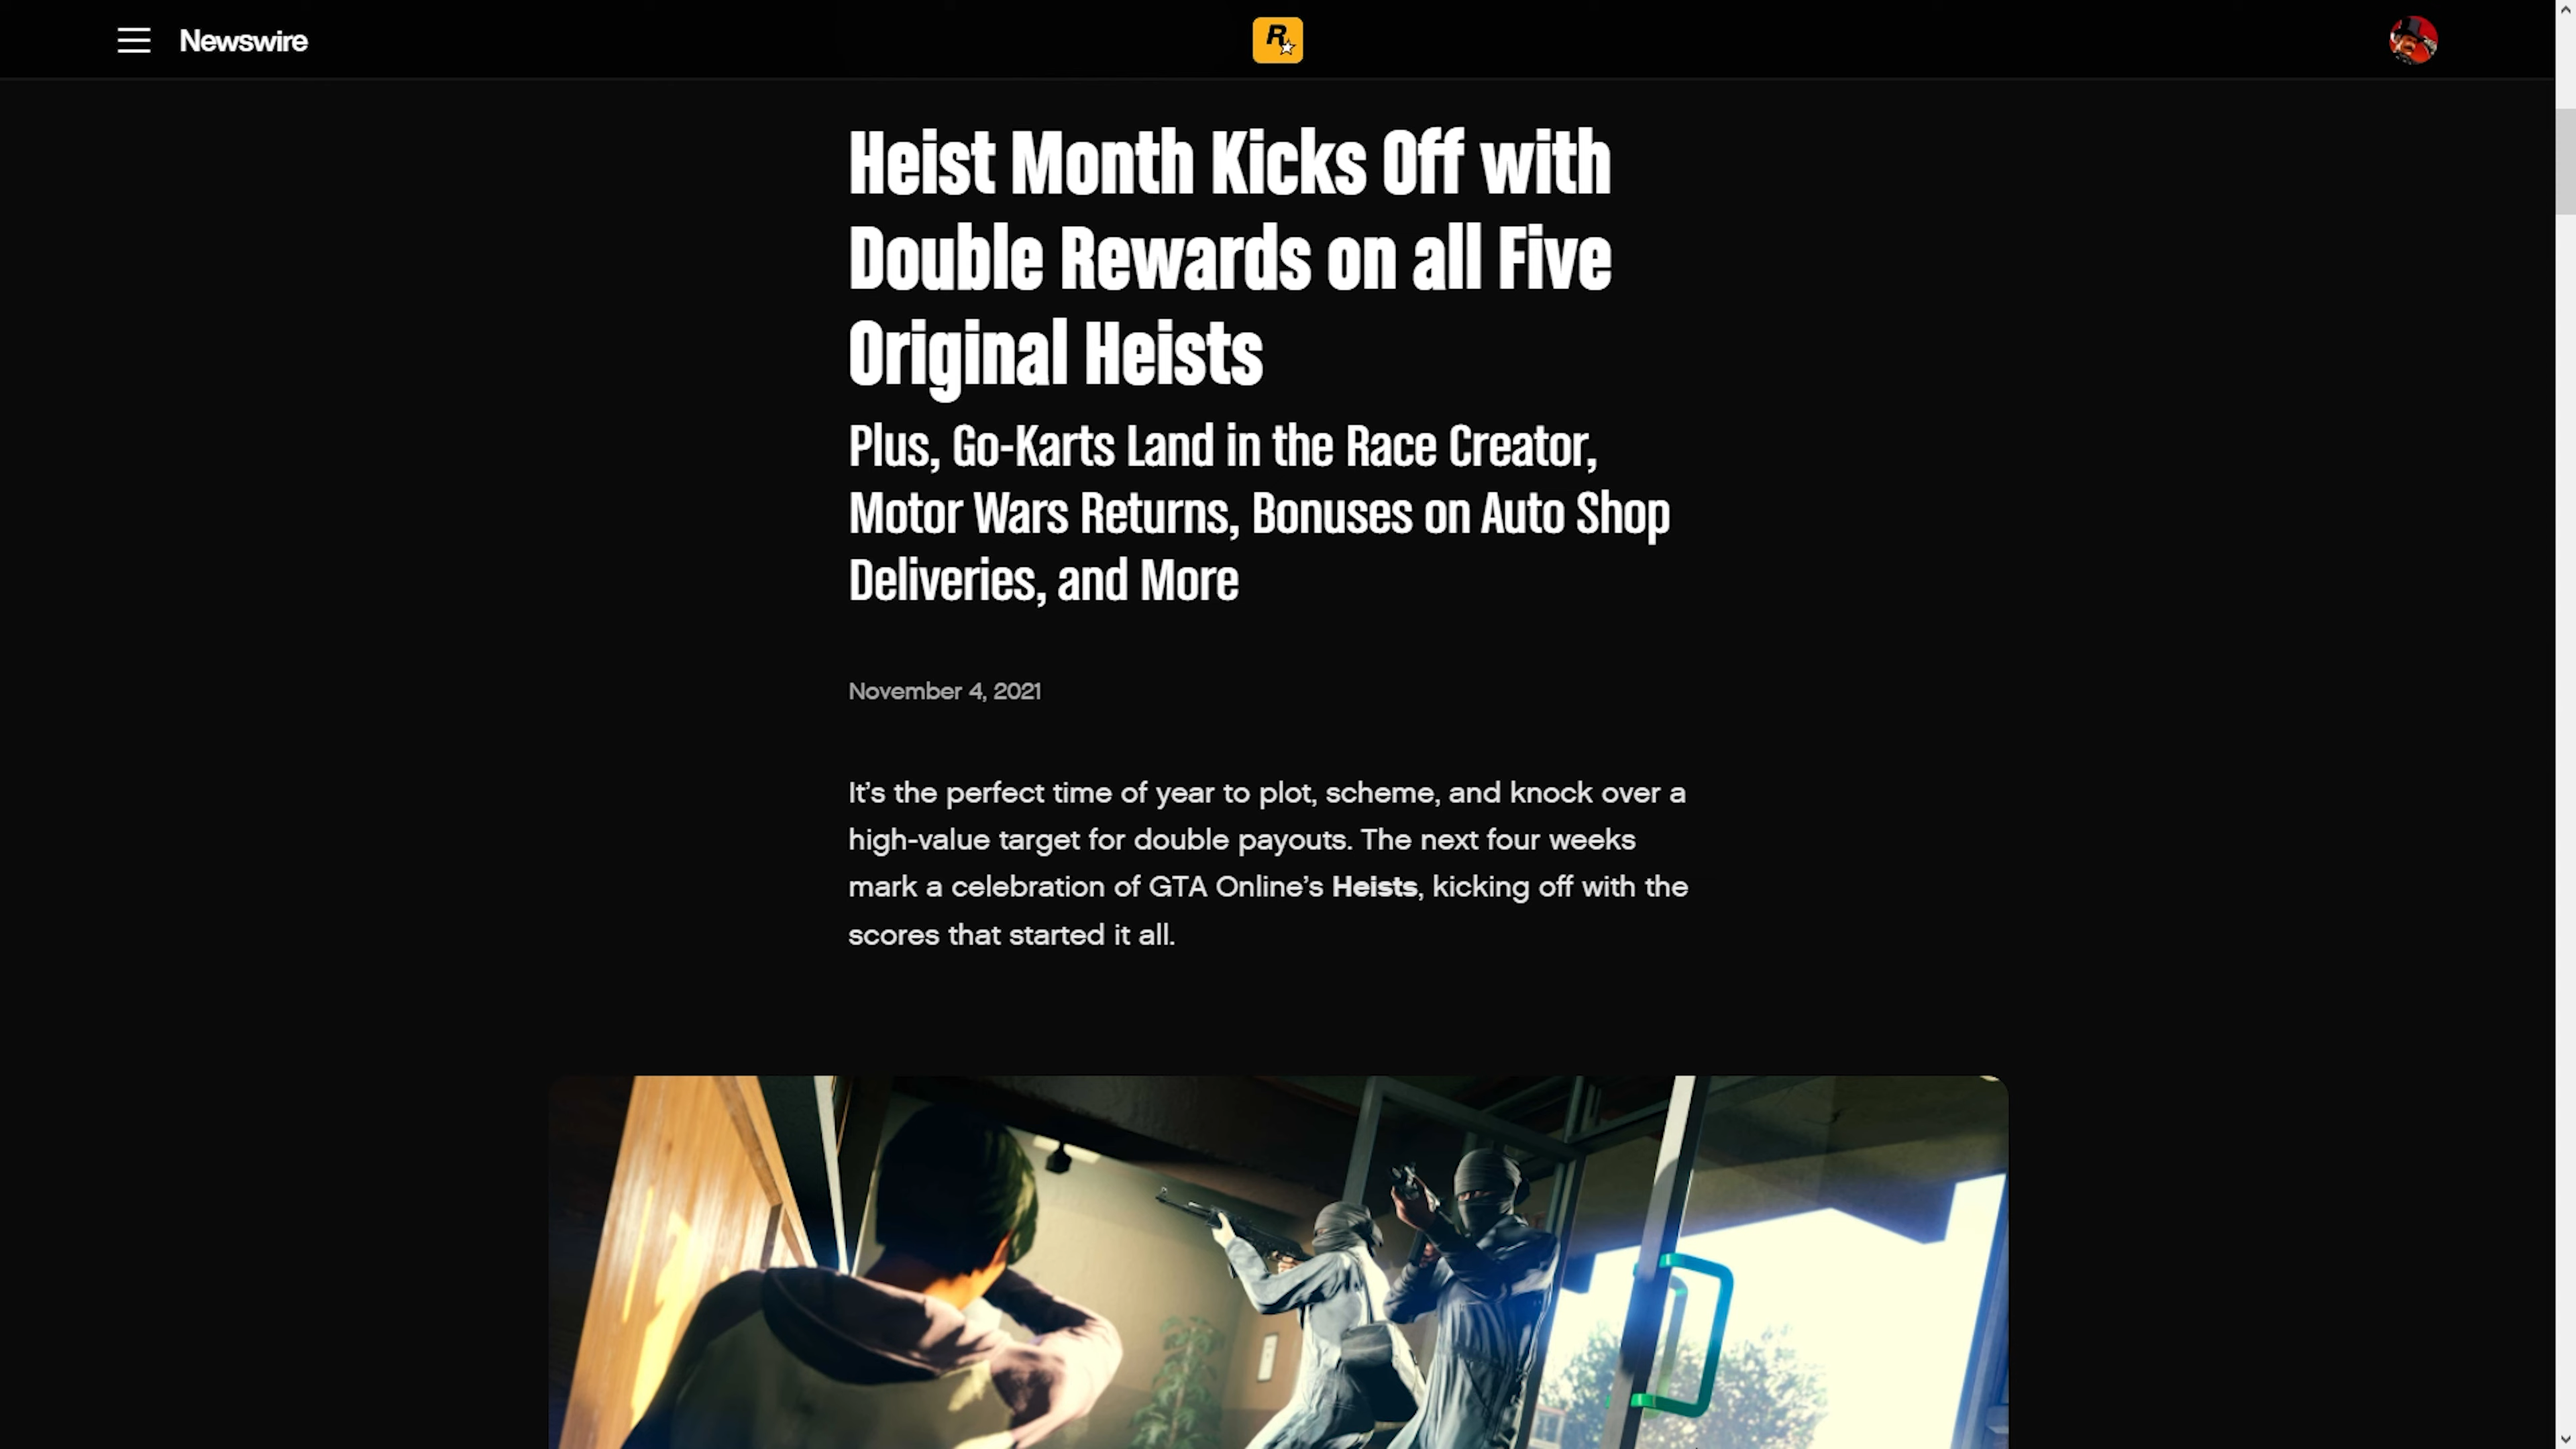 Newswire
R
Heist Month Kicks Off with
Double Rewards on all Five
Original Heists
Plus, Go-Karts Land in the Race Creator,
Motor Wars Returns, Bonuses on Auto Shop
Deliveries, and More
November 4, 2021
It’s the perfect time of year to plot, scheme, and knock over a
high-value target for double payouts. The next four weeks
mark a celebration of GTA Online’s Heists, kicking off with the
scores that started it all.